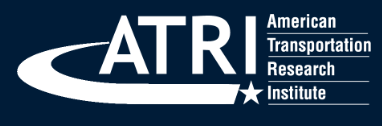 ATRI
American
Transportation
Research
Institute